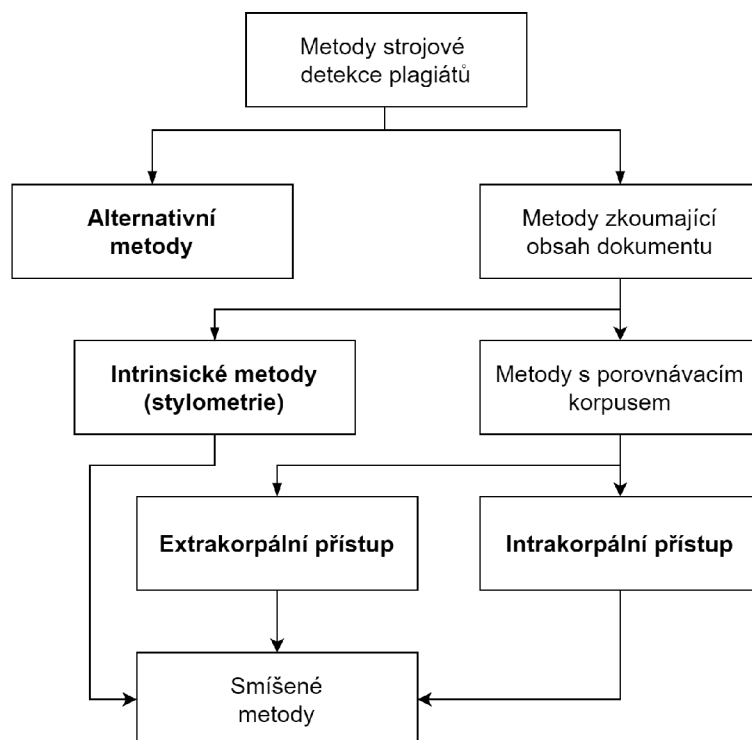 Metody strojové
detekce plagiátů
Alternativní
metody
Metody zkoumající
obsah dokumentu
Intrinsické metody
(stylometrie)
Metody s porovnávacím
korpusem
Extrakorpální přístup
Intrakorpální přístup
Smíšené
metody